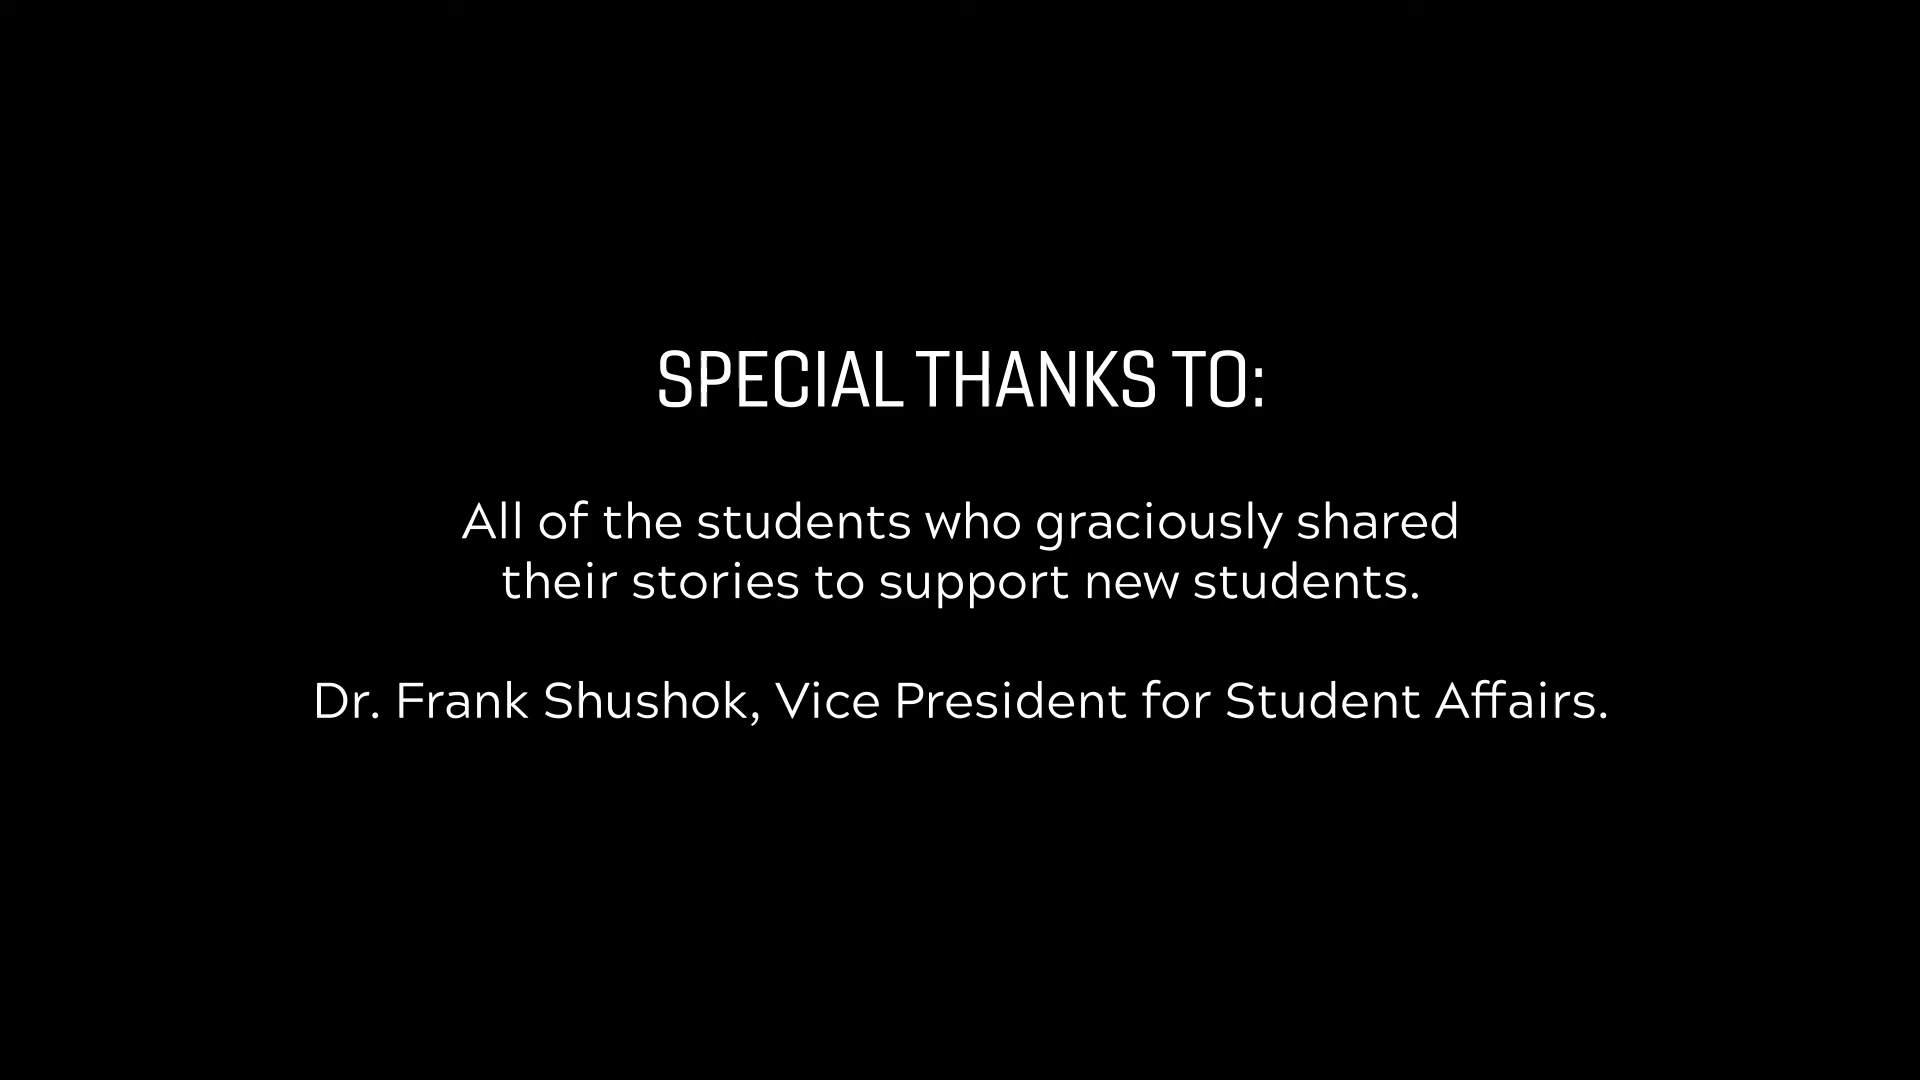 SPECIAL THANKS TO:
All of the students who graciously shared
their stories to support new students.
Dr. Frank Shushok, Vice President for Student Affairs.